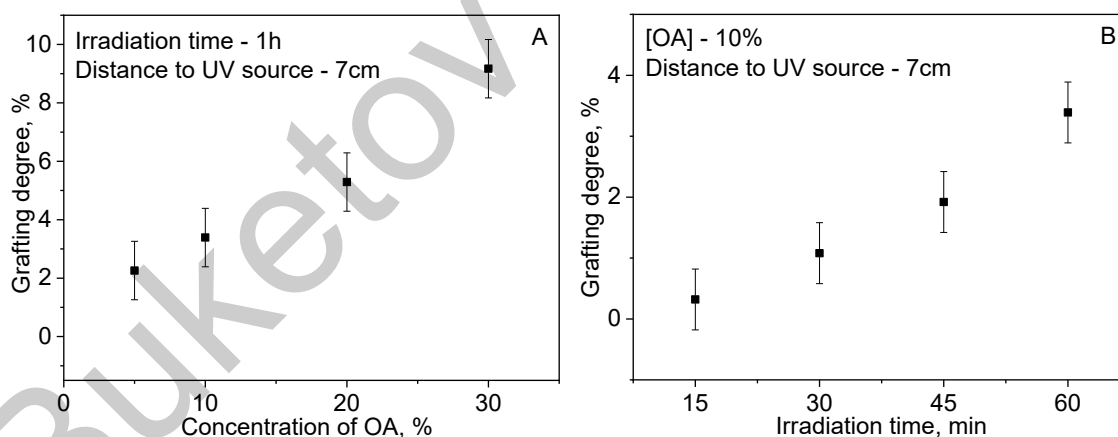 Irradiation time - 1h
A
Distance to UV source - 7cm
Grafting degree, %
10
8
6
4
2
0
0
10
20
30
Concentration of OA, %
[OA] - 10%
B
Distance to UV source - 7cm
Grafting degree, %
4
2
0
15
30
45
60
Irradiation time, min
Buketov